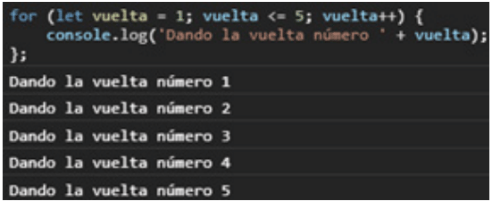 for (let vuelta = 1; vuelta <= 5; vuelta++) {
    console.log('Dando la vuelta número ' + vuelta);
};
Dando la vuelta número 1
Dando la vuelta número 2
Dando la vuelta número 3
Dando la vuelta número 4
Dando la vuelta número 5